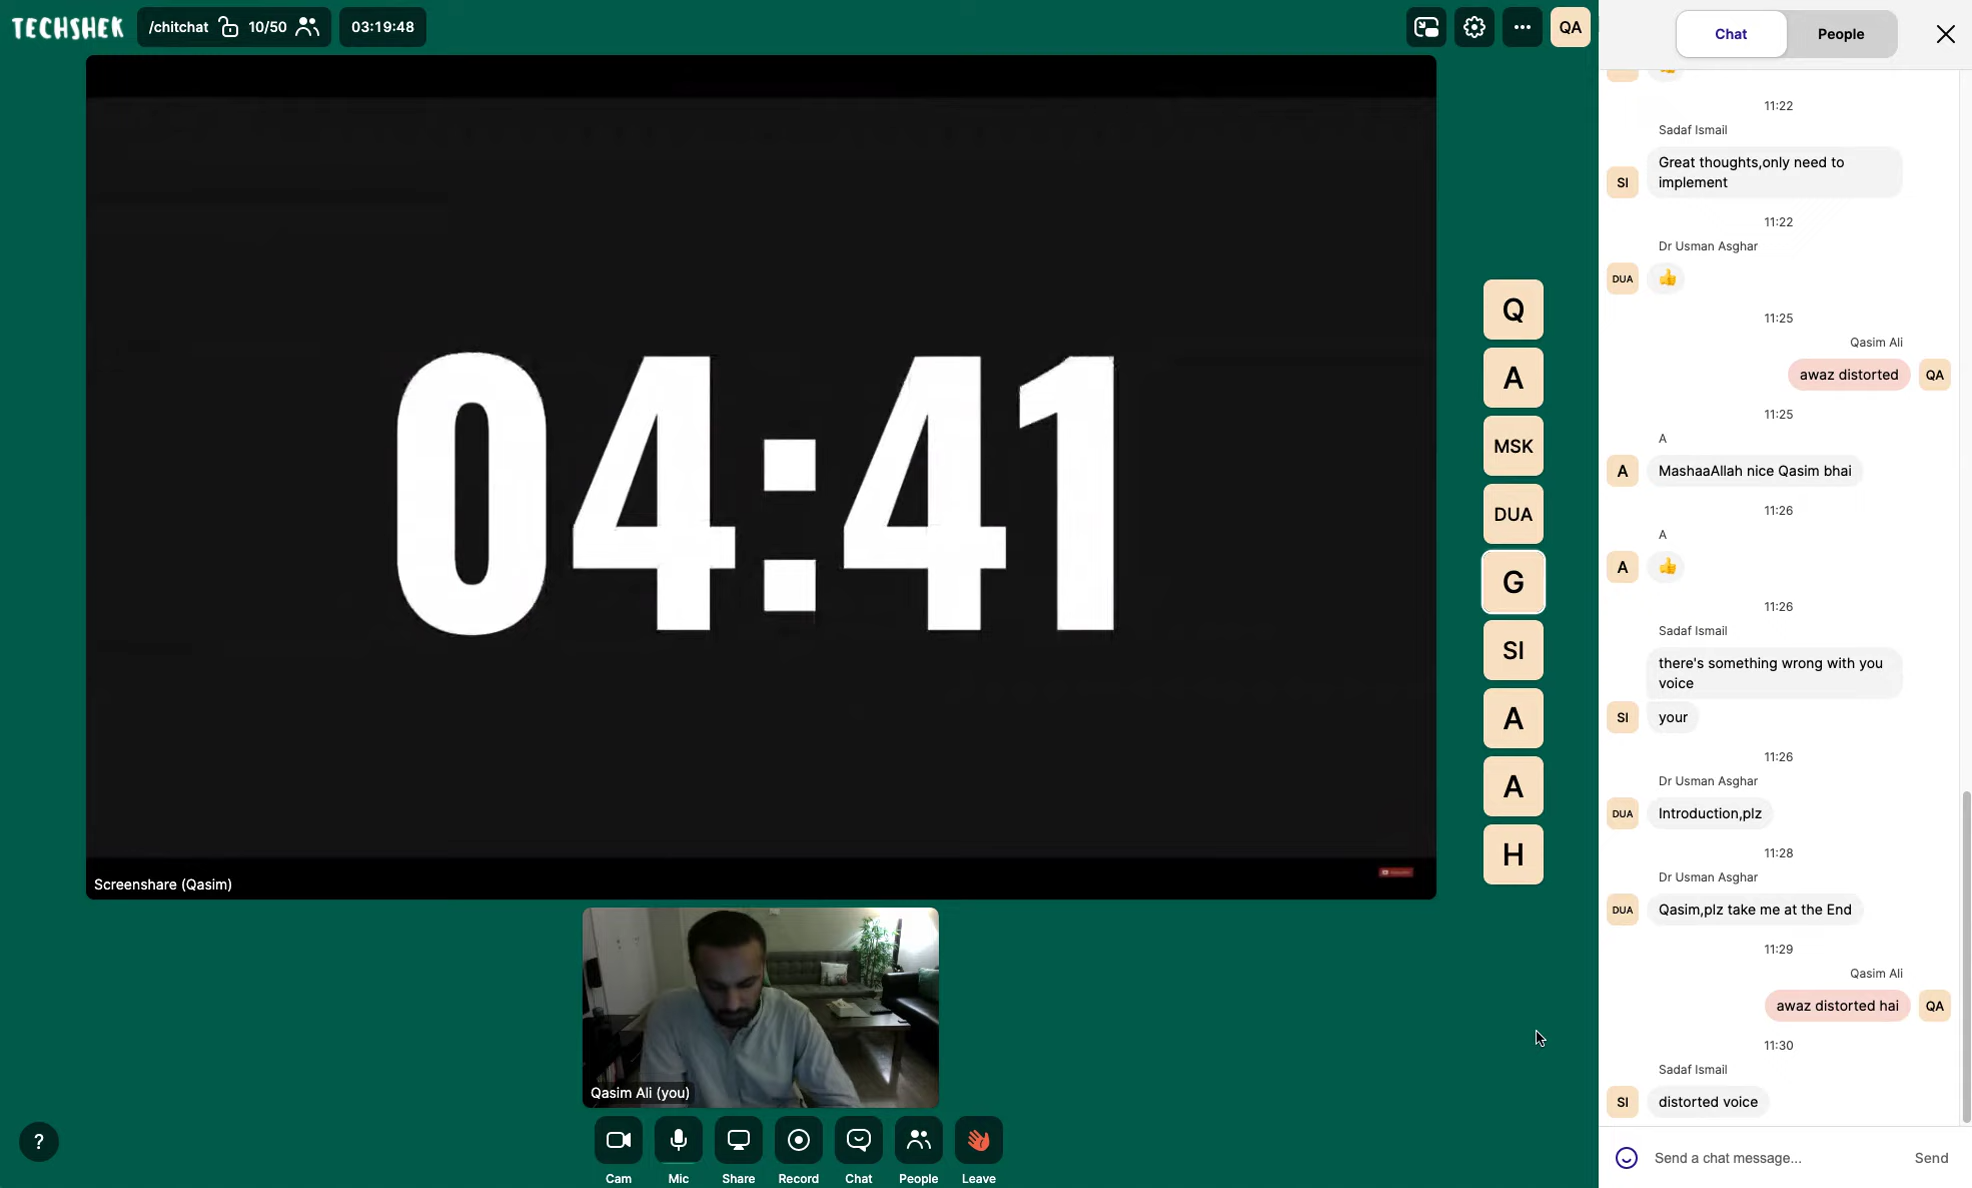 TECHSHEK
/chitchat 10/50
03:19:48
QA
Chat
People
11:22
Sadaf Ismail
Great thoughts,only need to
implement
SI
11:22
Dr Usman Asghar
DUA
👍
11:25
Qasim Ali
awaz distorted
QA
11:25
A
A
MashaaAllah nice Qasim bhai
11:26
A
A
👍
11:26
Sadaf Ismail
there's something wrong with you
voice
SI
your
11:26
Dr Usman Asghar
DUA
Introduction,plz
11:28
Dr Usman Asghar
DUA
Qasim,plz take me at the End
11:29
Qasim Ali
awaz distorted hai
QA
11:30
Sadaf Ismail
SI
distorted voice
Send a chat message...
Send
04:41
Screenshare (Qasim)
Q
A
MSK
DUA
G
SI
A
A
H
Qasim Ali (you)
?
Cam
Mic
Share
Record
Chat
People
Leave